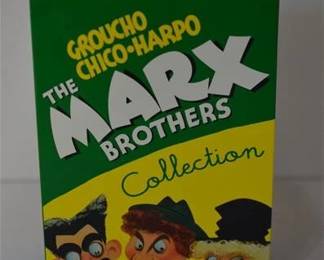 GROUCHO
CHICO•HARPO
THE
MARX
BROTHERS
Collection